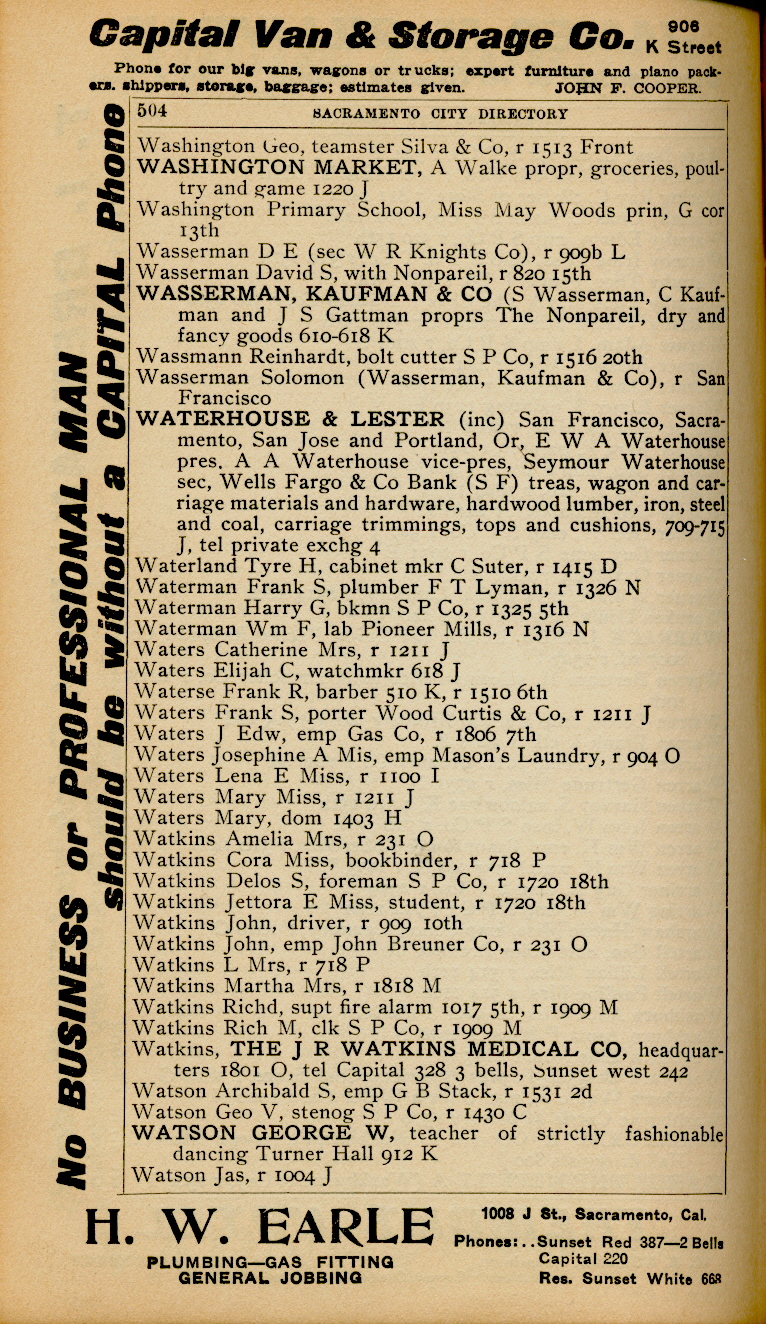 Capital Van & Storage Co. 906 K Street
Phone for our big vans, wagons or trucks; expert furniture and piano pack-
ers. shippers, storage, baggage; estimates given. JOHN F. COOPER.
504 SACRAMENTO CITY DIRECTORY
No BUSINESS or PROFESSIONAL MAN
should be without a CAPITAL Phone
Washington Geo, teamster Silva & Co, r 1513 Front
WASHINGTON MARKET, A Walke propr, groceries, poul-
try and game 1220 J
Washington Primary School, Miss May Woods prin, G cor
13th
Wasserman D E (sec W R Knights Co), r 909b L
Wasserman David S, with Nonpareil, r 820 15th
WASSERMAN, KAUFMAN & CO (S Wasserman, C Kauf-
man and J S Gattman proprs The Nonpareil, dry and
fancy goods 610-618 K
Wassmann Reinhardt, bolt cutter S P Co, r 1516 20th
Wasserman Solomon (Wasserman, Kaufman & Co), r San
Francisco
WATERHOUSE & LESTER (inc) San Francisco, Sacra-
mento, San Jose and Portland, Or, E W A Waterhouse
pres. A A Waterhouse vice-pres, Seymour Waterhouse
sec, Wells Fargo & Co Bank (S F) treas, wagon and car-
riage materials and hardware, hardwood lumber, iron, steel
and coal, carriage trimmings, tops and cushions, 709-715
J, tel private exchg 4
Waterland Tyre H, cabinet mkr C Suter, r 1415 D
Waterman Frank S, plumber F T Lyman, r 1326 N
Waterman Harry G, bkmn S P Co, r 1325 5th
Waterman Wm F, lab Pioneer Mills, r 1316 N
Waters Catherine Mrs, r 1211 J
Waters Elijah C, watchmkr 618 J
Waterse Frank R, barber 510 K, r 1510 6th
Waters Frank S, porter Wood Curtis & Co, r 1211 J
Waters J Edw, emp Gas Co, r 1806 7th
Waters Josephine A Mis, emp Mason's Laundry, r 904 O
Waters Lena E Miss, r 1100 I
Waters Mary Miss, r 1211 J
Waters Mary, dom 1403 H
Watkins Amelia Mrs, r 231 O
Watkins Cora Miss, bookbinder, r 718 P
Watkins Delos S, foreman S P Co, r 1720 18th
Watkins Jettora E Miss, student, r 1720 18th
Watkins John, driver, r 909 10th
Watkins John, emp John Breuner Co, r 231 O
Watkins L Mrs, r 718 P
Watkins Martha Mrs, r 1818 M
Watkins Richd, supt fire alarm 1017 5th, r 1909 M
Watkins Rich M, clk S P Co, r 1909 M
Watkins, THE J R WATKINS MEDICAL CO, headquar-
ters 1801 O, tel Capital 328 3 bells, Sunset west 242
Watson Archibald S, emp G B Stack, r 1531 2d
Watson Geo V, stenog S P Co, r 1430 C
WATSON GEORGE W, teacher of strictly fashionable
dancing Turner Hall 912 K
Watson Jas, r 1004 J
H. W. EARLE
PLUMBING—GAS FITTING
GENERAL JOBBING
1008 J St., Sacramento, Cal.
Phones:..Sunset Red 387—2 Bells
Capital 220
Res. Sunset White 668